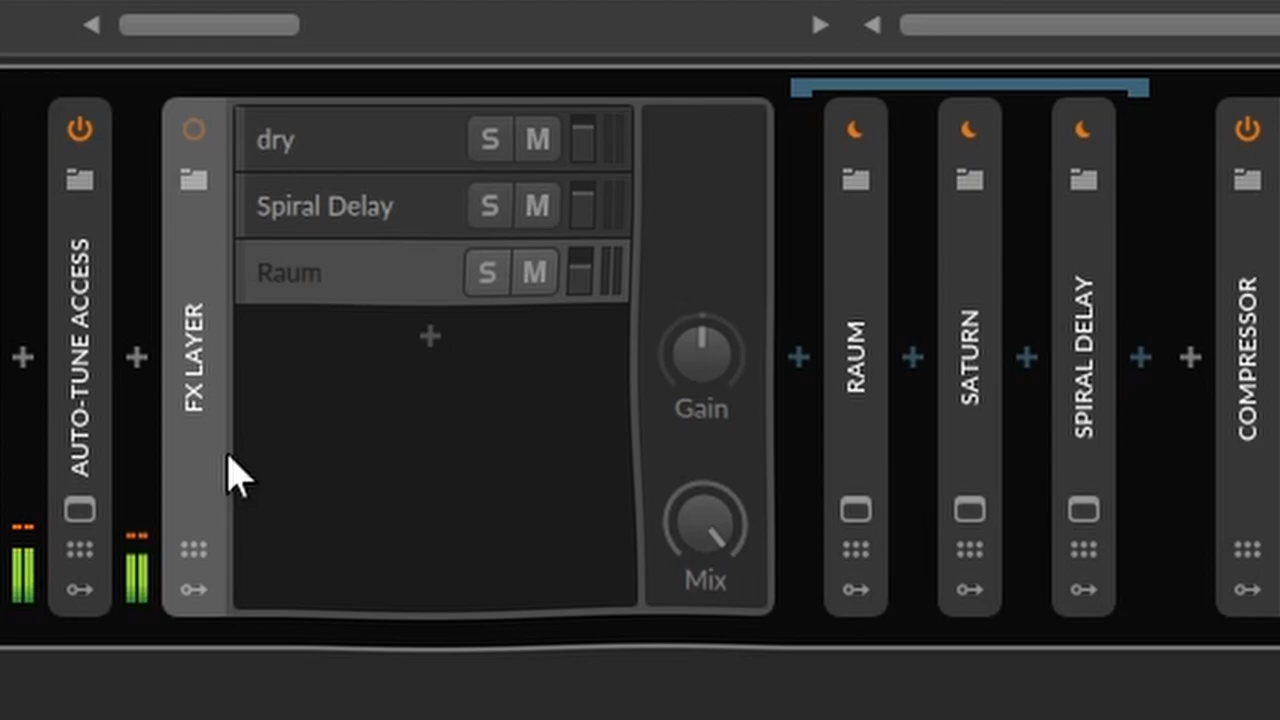 AUTO-TUNE ACCESS
FX LAYER
dry
S
M
Spiral Delay
S
M
Raum
S
M
Gain
Mix
RAUM
SATURN
SPIRAL DELAY
COMPRESSOR